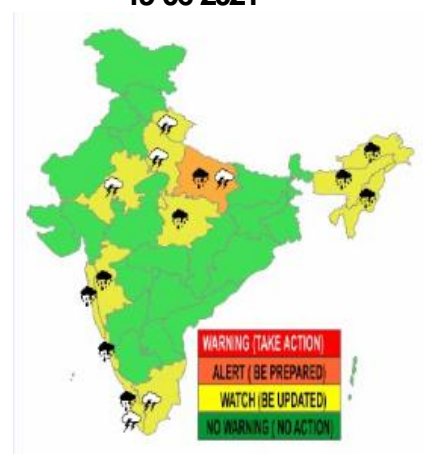 WARNING (TAKE ACTION)
ALERT ( BE PREPARED)
WATCH (BE UPDATED)
NO WARNING ( NO ACTION)